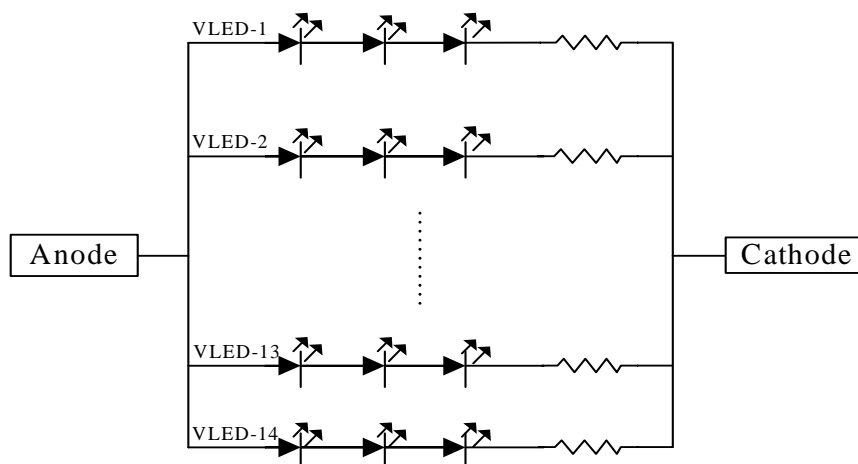 VLED-1
VLED-2
Anode
Cathode
VLED-13
VLED-14